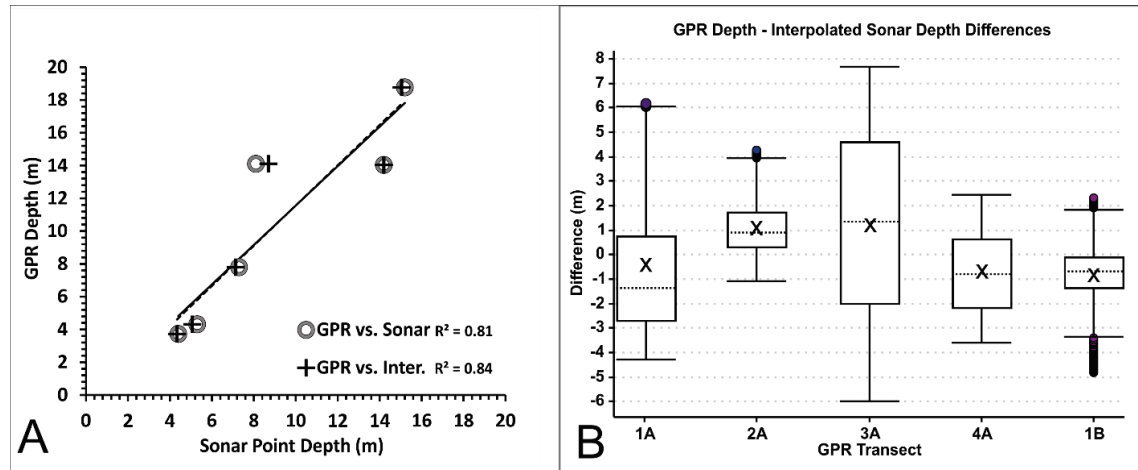 GPR Depth (m)
20
18
16
14
12
10
8
6
4
2
0
0 2 4 6 8 10 12 14 16 18 20
Sonar Point Depth (m)
GPR vs. Sonar R² = 0.81
GPR vs. Inter. R² = 0.84
A
GPR Depth - Interpolated Sonar Depth Differences
Difference (m)
8
7
6
5
4
3
2
1
0
-1
-2
-3
-4
-5
-6
1A 2A 3A 4A 1B
GPR Transect
B